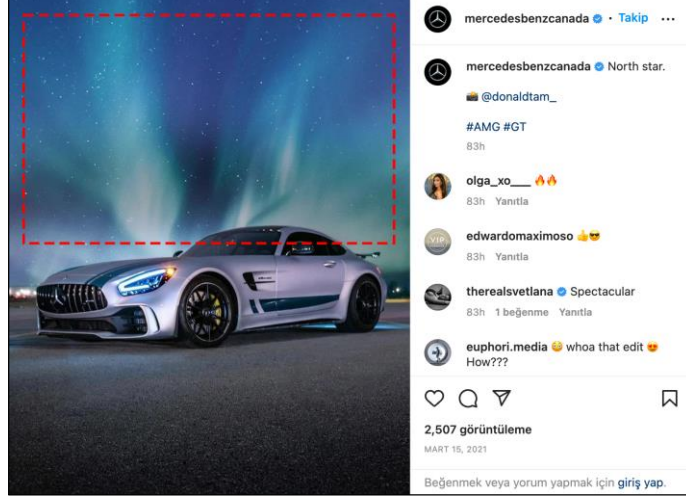 mercedesbenzcanada • Takip ...
mercedesbenzcanada North star.
📸 @donaldtam_
#AMG #GT
83h
olga_xo___ 🔥🔥
83h Yanıtla
VIP
edwardomaximoso 👍😎
83h Yanıtla
therealsvetlana Spectacular
83h 1 beğenme Yanıtla
euphori.media 😳 whoa that edit 😍
How???
2,507 görüntüleme
MART 15, 2021
Beğenmek veya yorum yapmak için giriş yap.